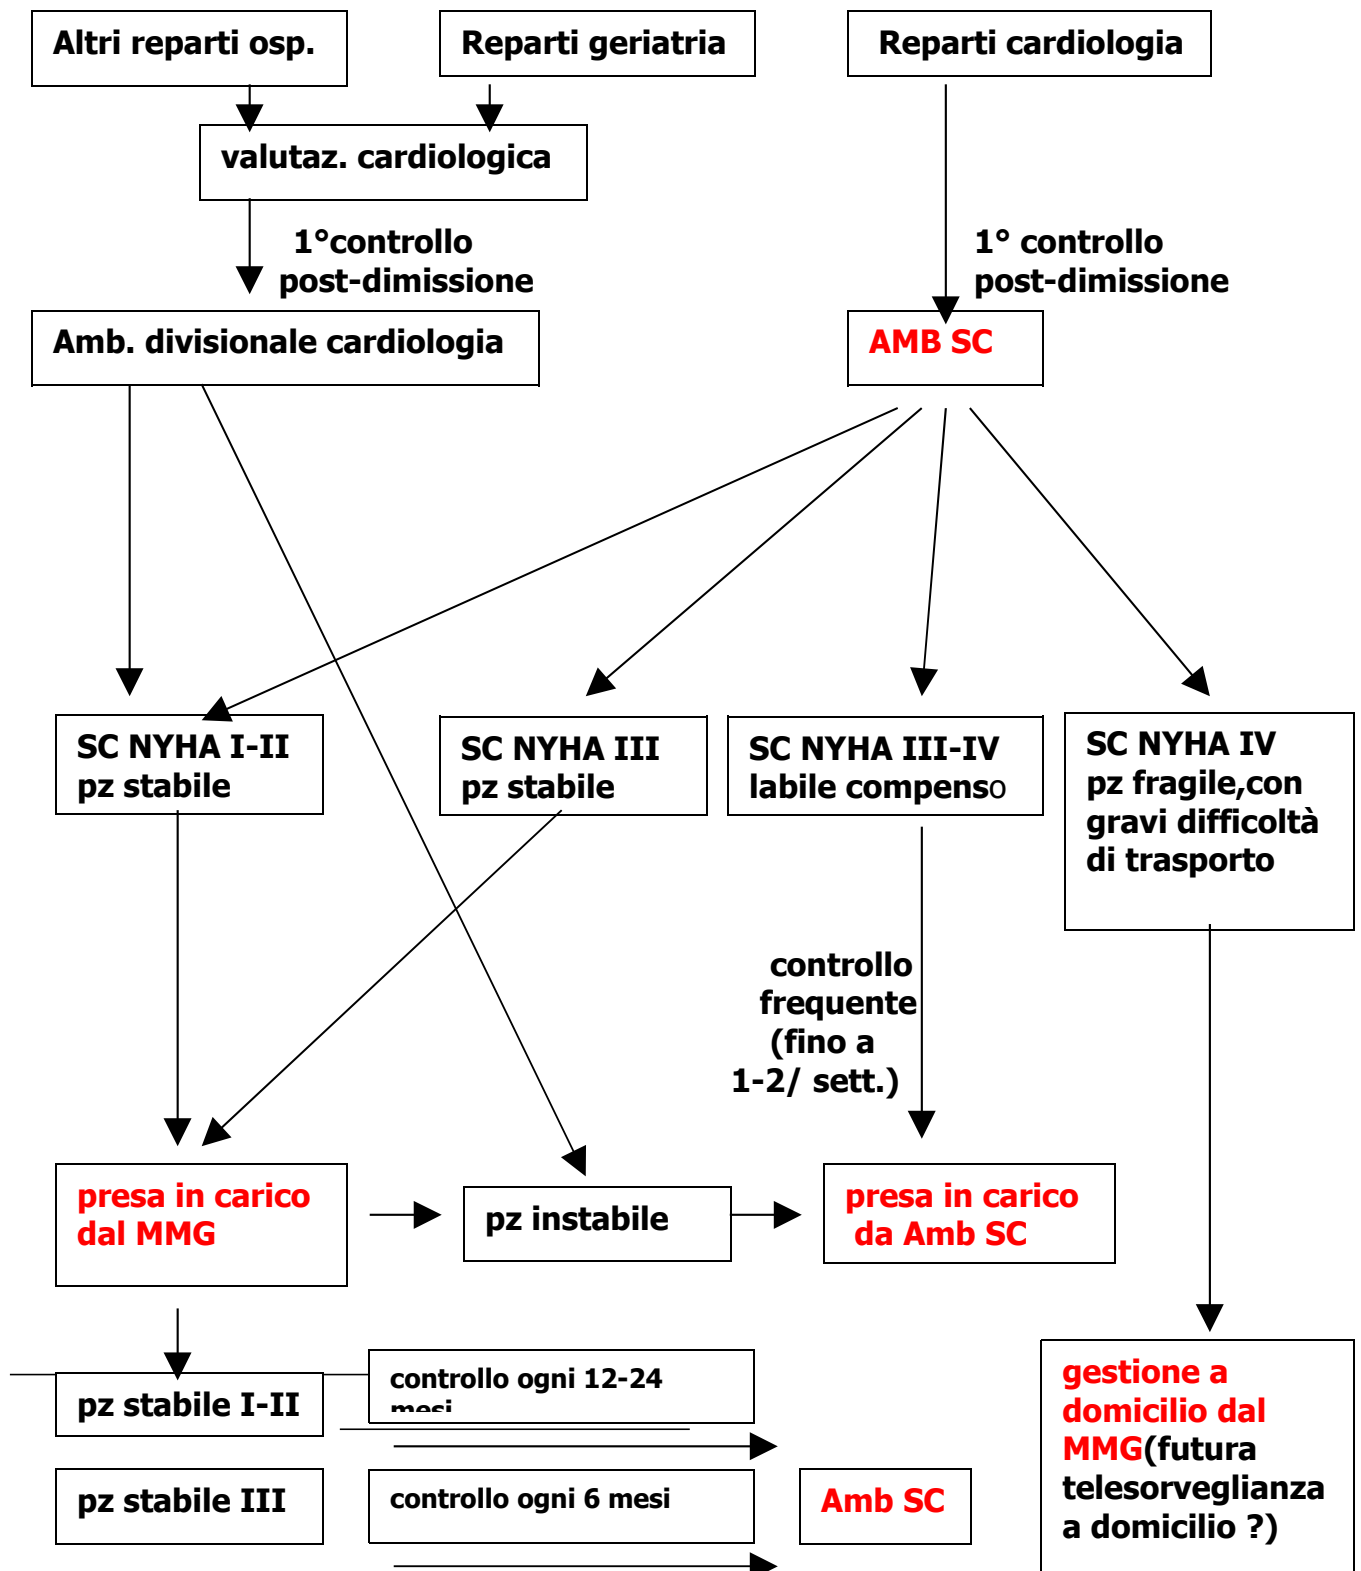 Altri reparti osp.
Reparti geriatria
Reparti cardiologia
valutaz. cardiologica
1°controllo
post-dimissione
1° controllo
post-dimissione
Amb. divisionale cardiologia
AMB SC
SC NYHA I-II
pz stabile
SC NYHA III
pz stabile
SC NYHA III-IV
labile compenso
SC NYHA IV
pz fragile,con
gravi difficoltà
di trasporto
controllo
frequente
(fino a
1-2/ sett.)
presa in carico
dal MMG
pz instabile
presa in carico
da Amb SC
pz stabile I-II
controllo ogni 12-24
mesi
pz stabile III
controllo ogni 6 mesi
Amb SC
gestione a
domicilio dal
MMG(futura
telesorveglianza
a domicilio ?)